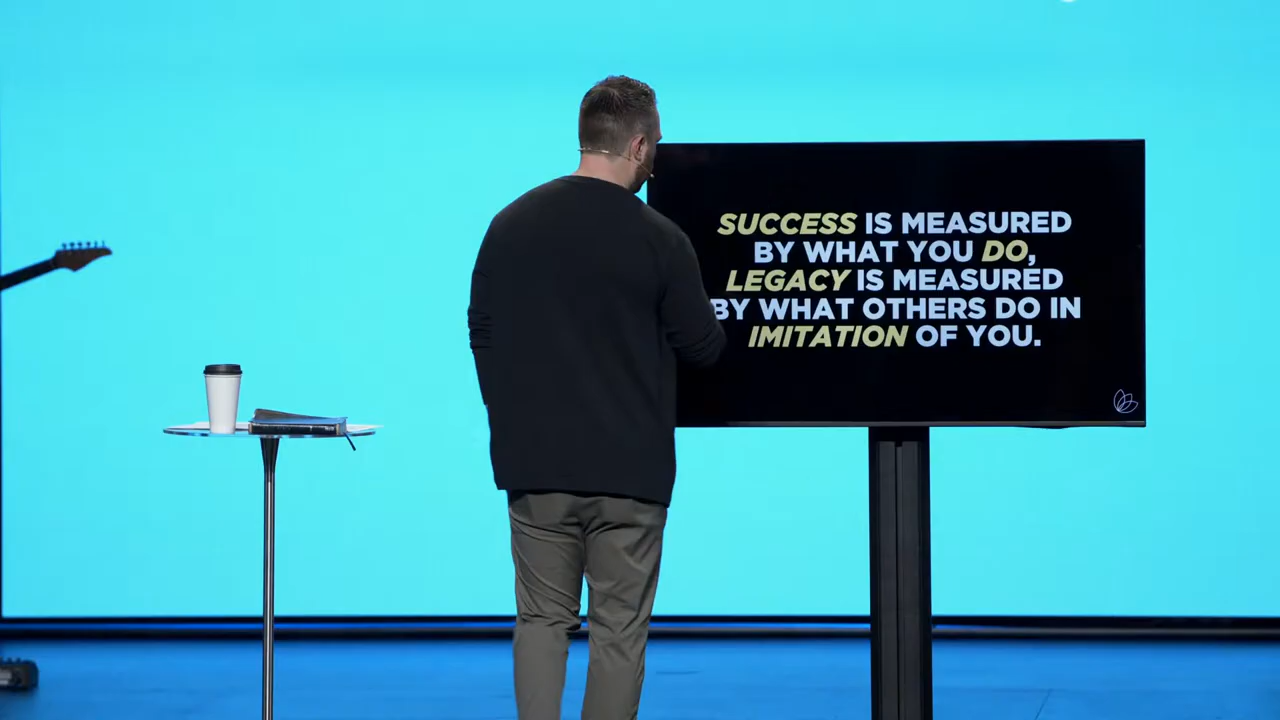 SUCCESS IS MEASURED
BY WHAT YOU DO,
LEGACY IS MEASURED
BY WHAT OTHERS DO IN
IMITATION OF YOU.